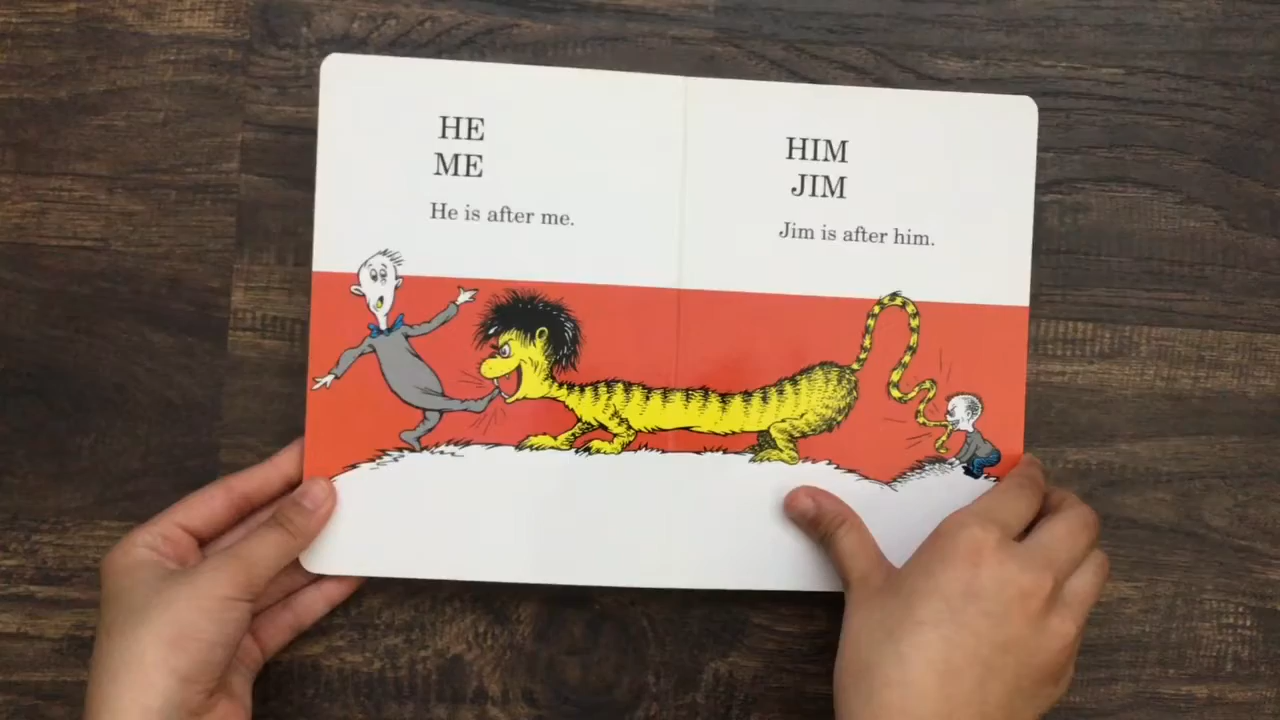 HE
ME
He is after me.
HIM
JIM
Jim is after him.